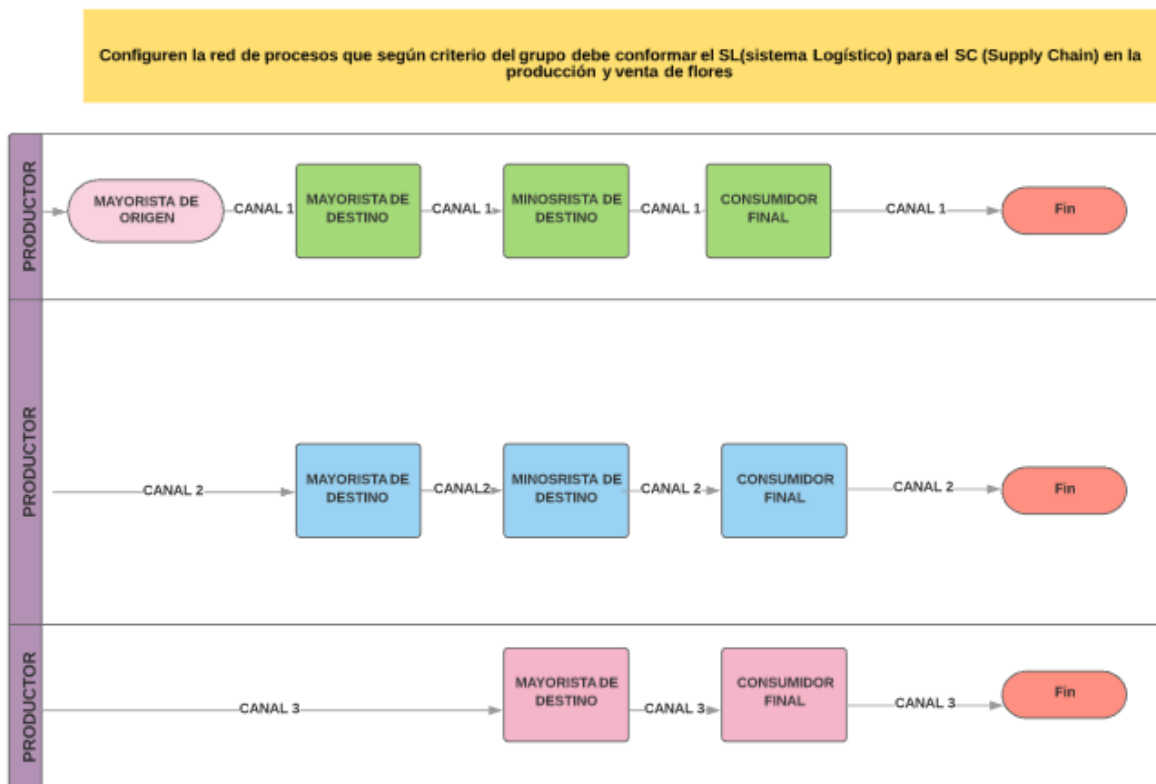 Configuren la red de procesos que según criterio del grupo debe conformar el SL(sistema Logístico) para el SC (Supply Chain) en la
producción y venta de flores
PRODUCTOR
MAYORISTA DE
ORIGEN
CANAL 1
MAYORISTA DE
DESTINO
CANAL 1
MINOSRISTA DE
DESTINO
CANAL 1
CONSUMIDOR
FINAL
CANAL 1
Fin
PRODUCTOR
CANAL 2
MAYORISTA DE
DESTINO
CANAL2
MINOSRISTA DE
DESTINO
CANAL 2
CONSUMIDOR
FINAL
CANAL 2
Fin
PRODUCTOR
CANAL 3
MAYORISTA DE
DESTINO
CANAL 3
CONSUMIDOR
FINAL
CANAL 3
Fin